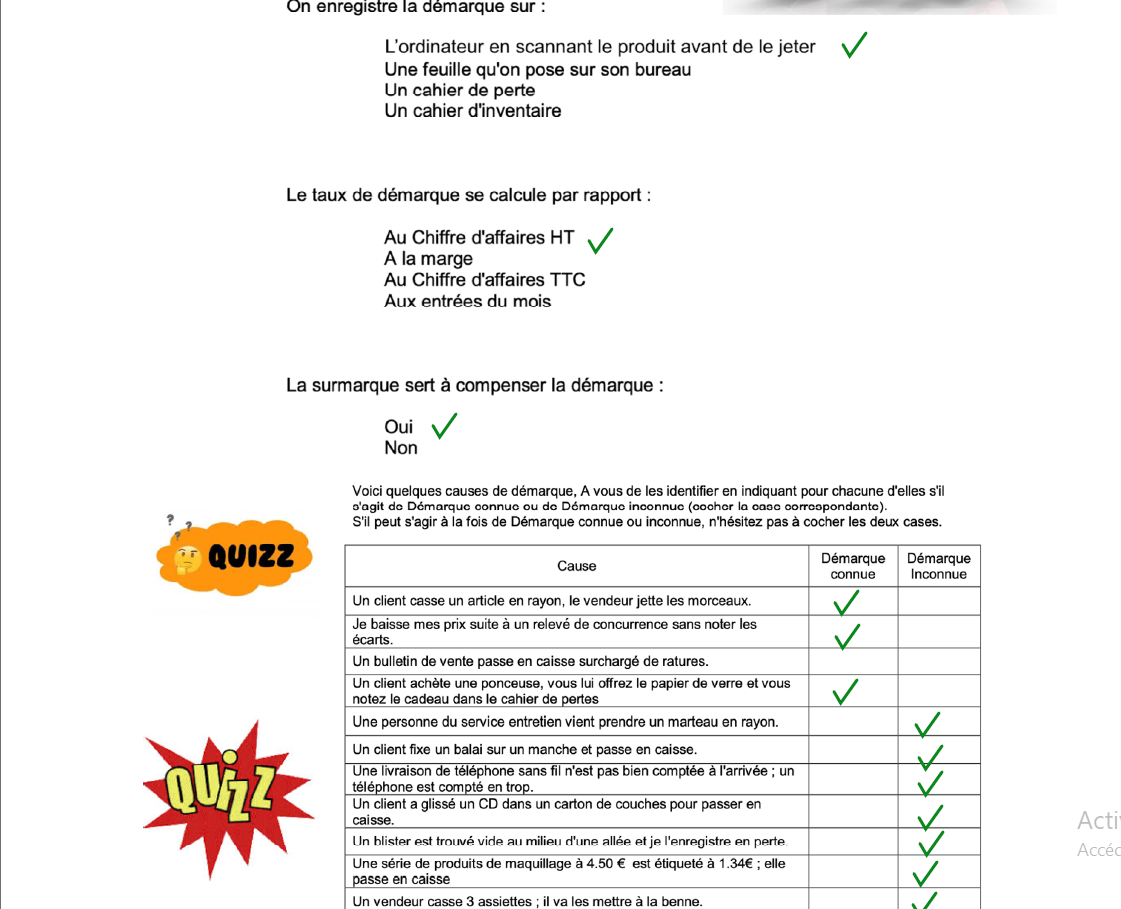 On enregistre la démarque sur :
L'ordinateur en scannant le produit avant de le jeter
Une feuille qu'on pose sur son bureau
Un cahier de perte
Un cahier d'inventaire
Le taux de démarque se calcule par rapport :
Au Chiffre d'affaires HT
A la marge
Au Chiffre d'affaires TTC
Aux entrées du mois
La surmarque sert à compenser la démarque :
Oui
Non
Voici quelques causes de démarque, A vous de les identifier en indiquant pour chacune d'elles s'il
s'agit de Démarque connue ou de Démarque inconnue (cocher la case correspondante).
S'il peut s'agir à la fois de Démarque connue ou inconnue, n'hésitez pas à cocher les deux cases.
QUIZZ
Cause
Démarque
connue
Démarque
Inconnue
Un client casse un article en rayon, le vendeur jette les morceaux.
Je baisse mes prix suite à un relevé de concurrence sans noter les
écarts.
Un bulletin de vente passe en caisse surchargé de ratures.
Un client achète une ponceuse, vous lui offrez le papier de verre et vous
notez le cadeau dans le cahier de pertes
Une personne du service entretien vient prendre un marteau en rayon.
Un client fixe un balai sur un manche et passe en caisse.
Une livraison de téléphone sans fil n'est pas bien comptée à l'arrivée ; un
téléphone est compté en trop.
Un client a glissé un CD dans un carton de couches pour passer en
caisse.
Un blister est trouvé vide au milieu d'une allée et je l'enregistre en perte.
Une série de produits de maquillage à 4.50 € est étiqueté à 1.34€ ; elle
passe en caisse
Un vendeur casse 3 assiettes ; il va les mettre à la benne.
QUiZZ
Acti
Accéd